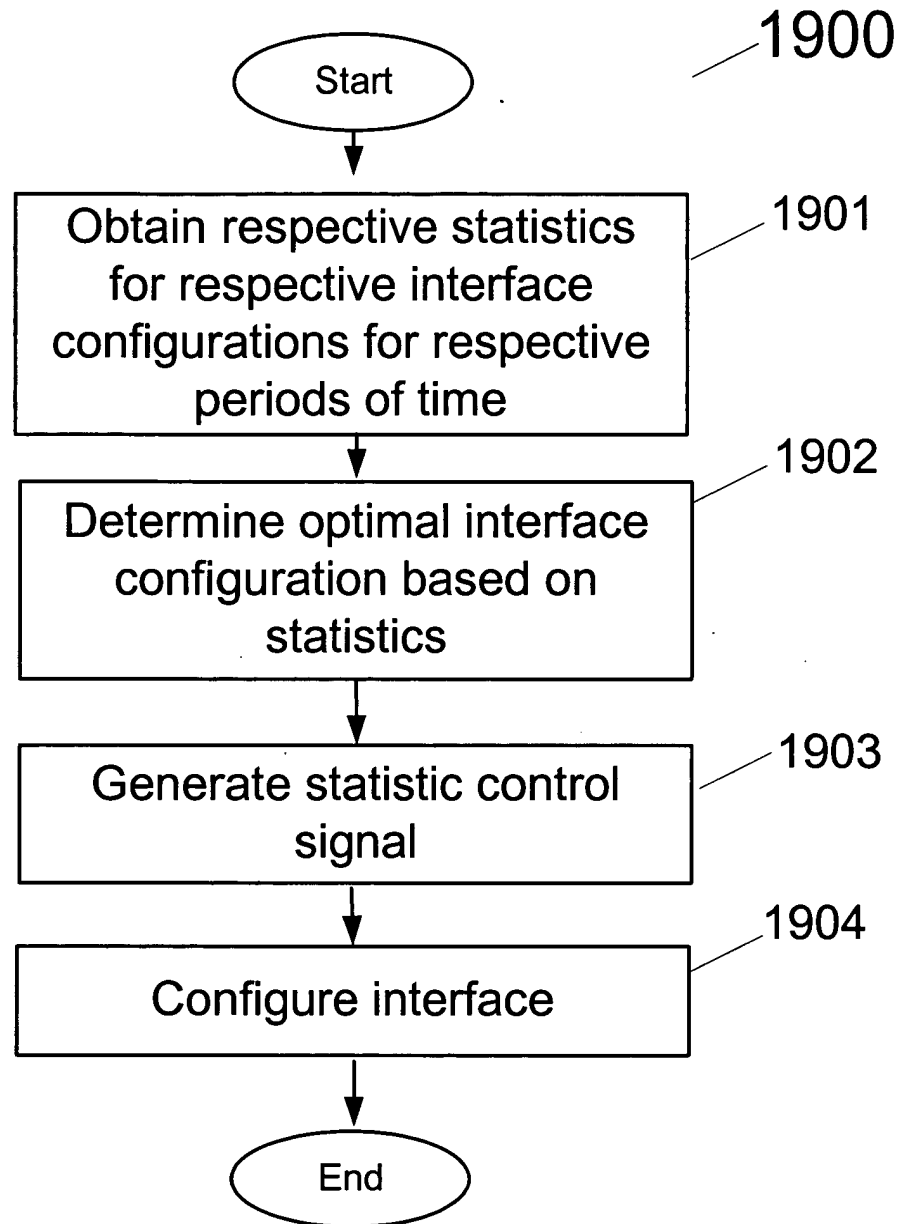 1900
Start
Obtain respective statistics
for respective interface
configurations for respective
periods of time
1901
Determine optimal interface
configuration based on
statistics
1902
Generate statistic control
signal
1903
Configure interface
1904
End